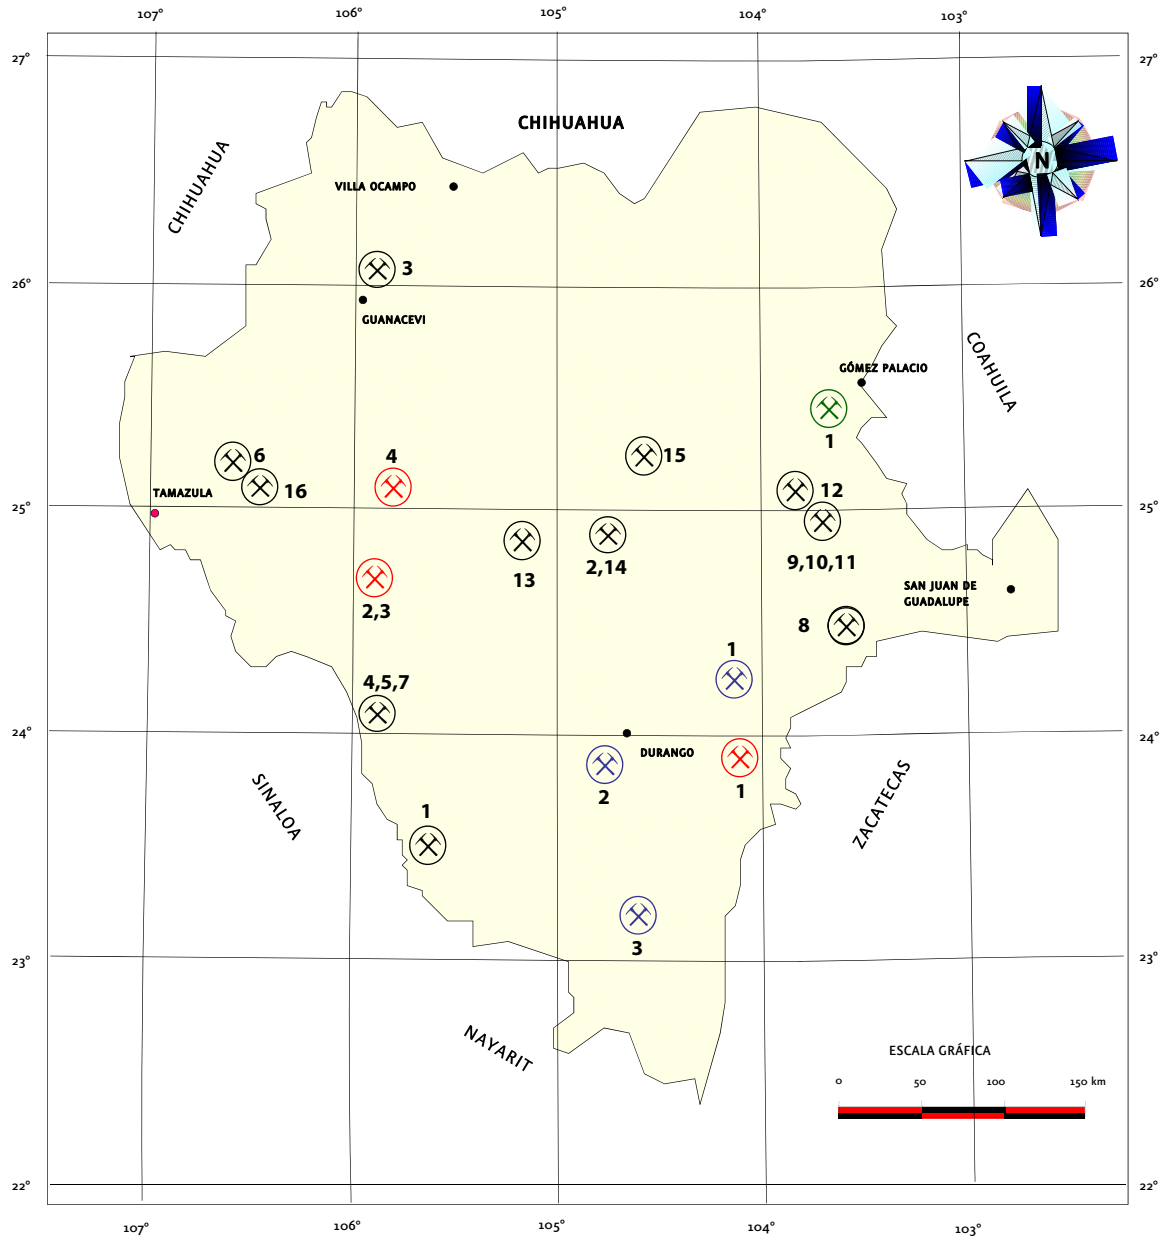 107° 106° 105° 104° 103°
27° 27°
CHIHUAHUA
CHIHUAHUA
N
VILLA OCAMPO
3
26° 26°
GUANACEVI
COAHUILA
GÓMEZ PALACIO
1
6
4
15
16
12
TAMAZULA
25° 25°
13
2,14
9,10,11
SAN JUAN DE
GUADALUPE
2,3
8
1
4,5,7
24° 24°
DURANGO
2
1
SINALOA
ZACATECAS
1
3
23° 23°
NAYARIT
ESCALA GRÁFICA
0 50 100 150 km
22° 22°
107° 106° 105° 104° 103°